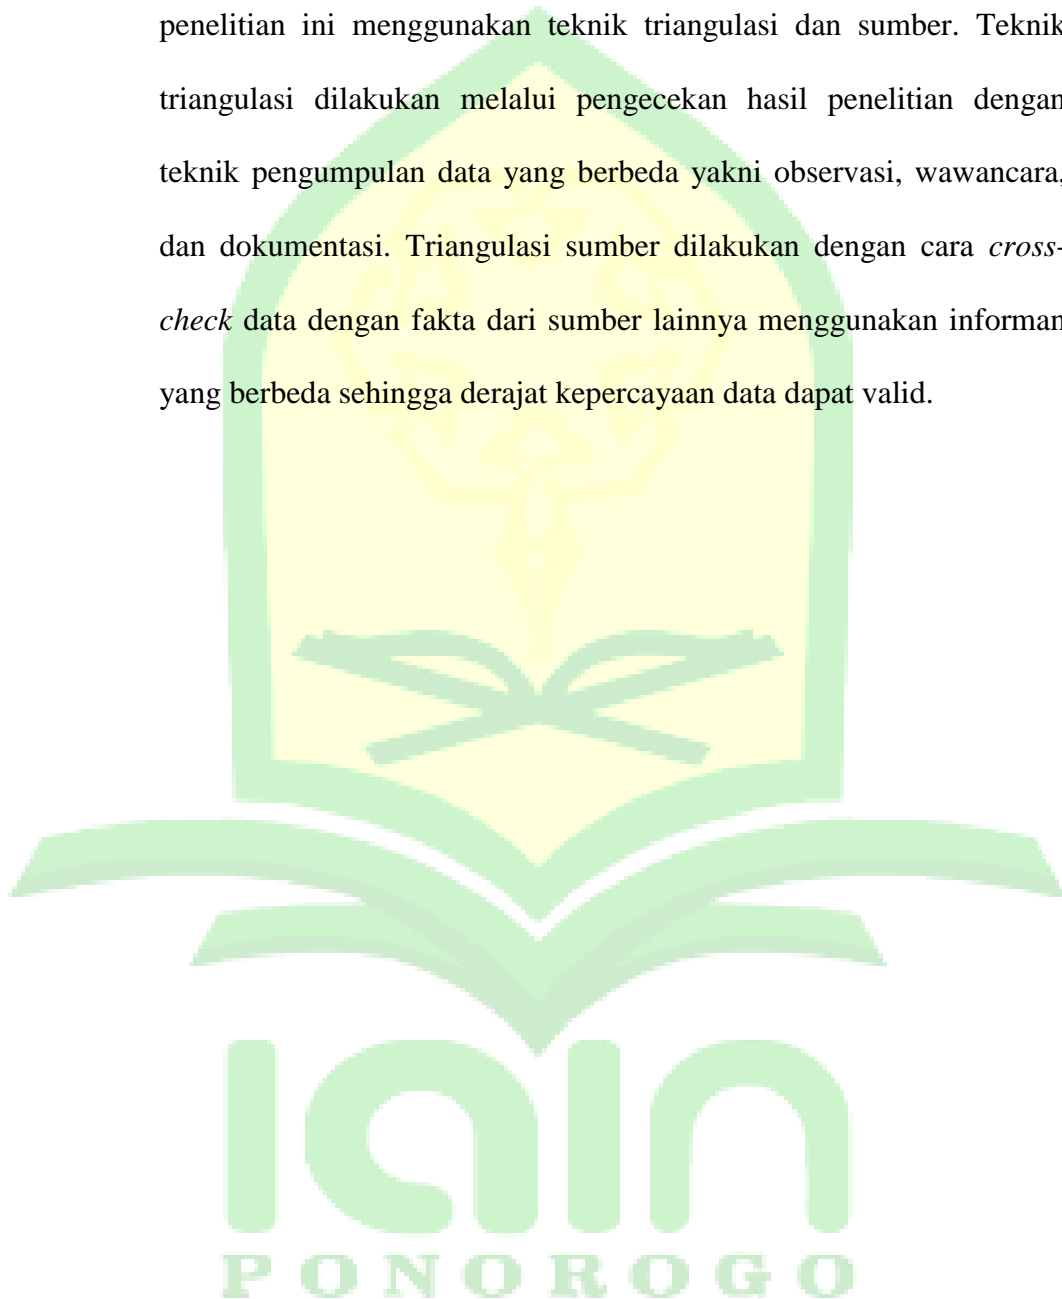 penelitian ini menggunakan teknik triangulasi dan sumber. Teknik
triangulasi dilakukan melalui pengecekan hasil penelitian dengan
teknik pengumpulan data yang berbeda yakni observasi, wawancara,
dan dokumentasi. Triangulasi sumber dilakukan dengan cara cross-
check data dengan fakta dari sumber lainnya menggunakan informan
yang berbeda sehingga derajat kepercayaan data dapat valid.
iain
PONOROGO